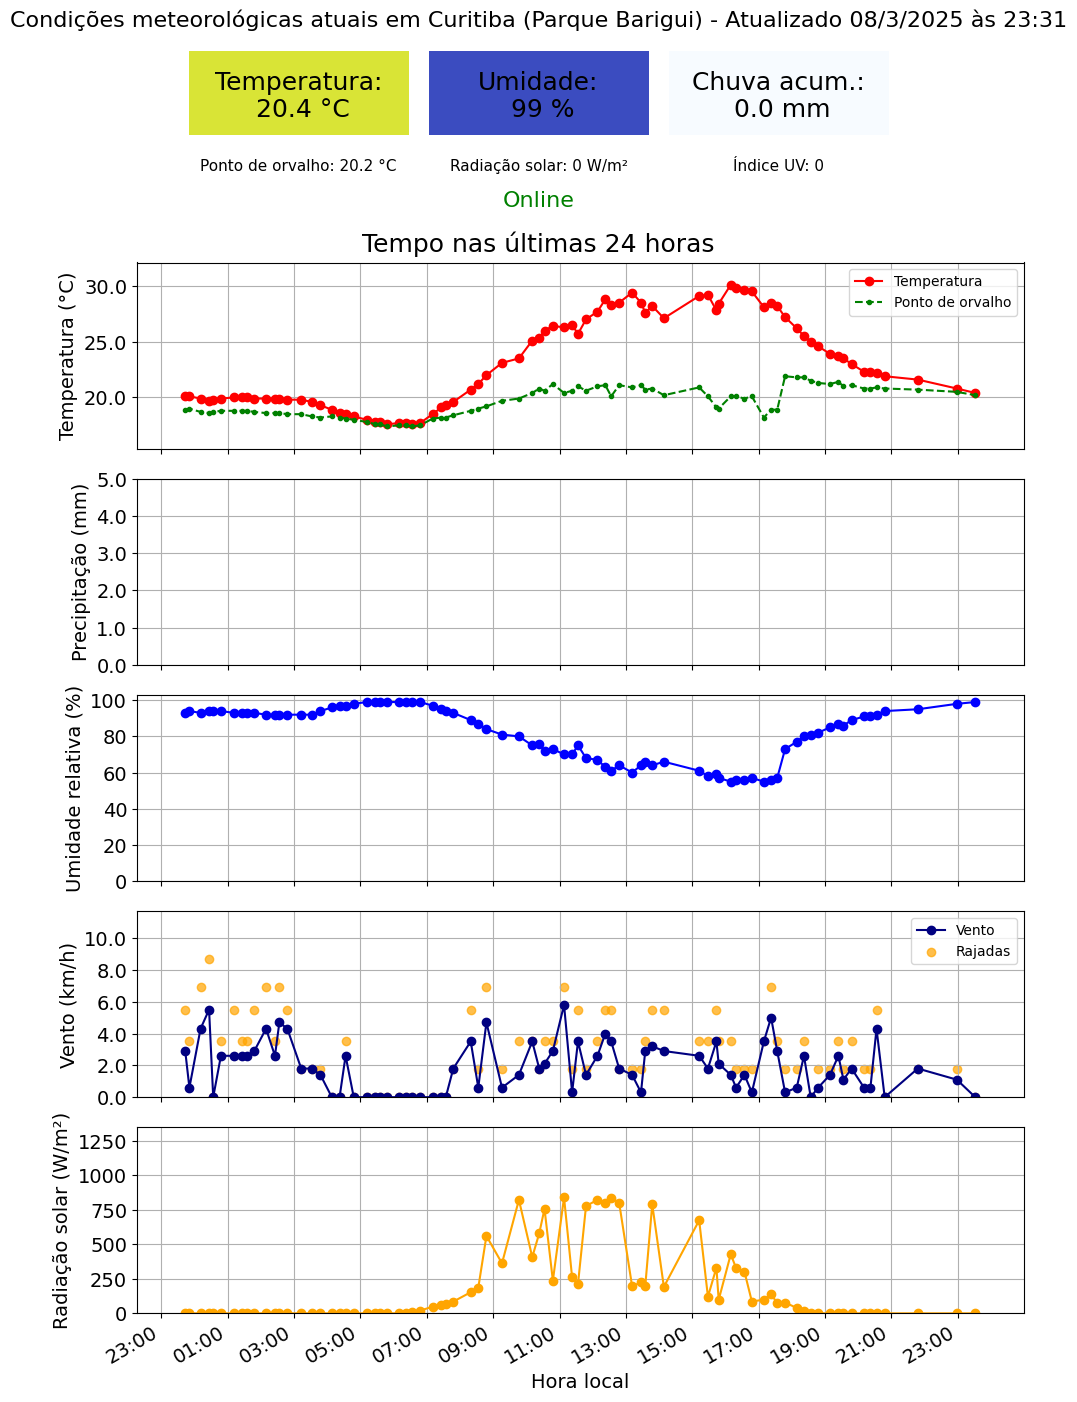 Condições meteorológicas atuais em Curitiba (Parque Barigui) - Atualizado 08/3/2025 às 23:31
Temperatura:
20.4 °C
Umidade:
99 %
Chuva acum.:
0.0 mm
Ponto de orvalho: 20.2 °C
Radiação solar: 0 W/m²
Índice UV: 0
Online
Tempo nas últimas 24 horas
Temperatura (°C)
30.0
25.0
20.0
Temperatura
Ponto de orvalho
Precipitação (mm)
5.0
4.0
3.0
2.0
1.0
0.0
Umidade relativa (%)
100
80
60
40
20
0
Vento (km/h)
10.0
8.0
6.0
4.0
2.0
0.0
Vento
Rajadas
Radiação solar (W/m²)
1250
1000
750
500
250
0
23:00
01:00
03:00
05:00
07:00
09:00
11:00
13:00
15:00
17:00
19:00
21:00
23:00
Hora local